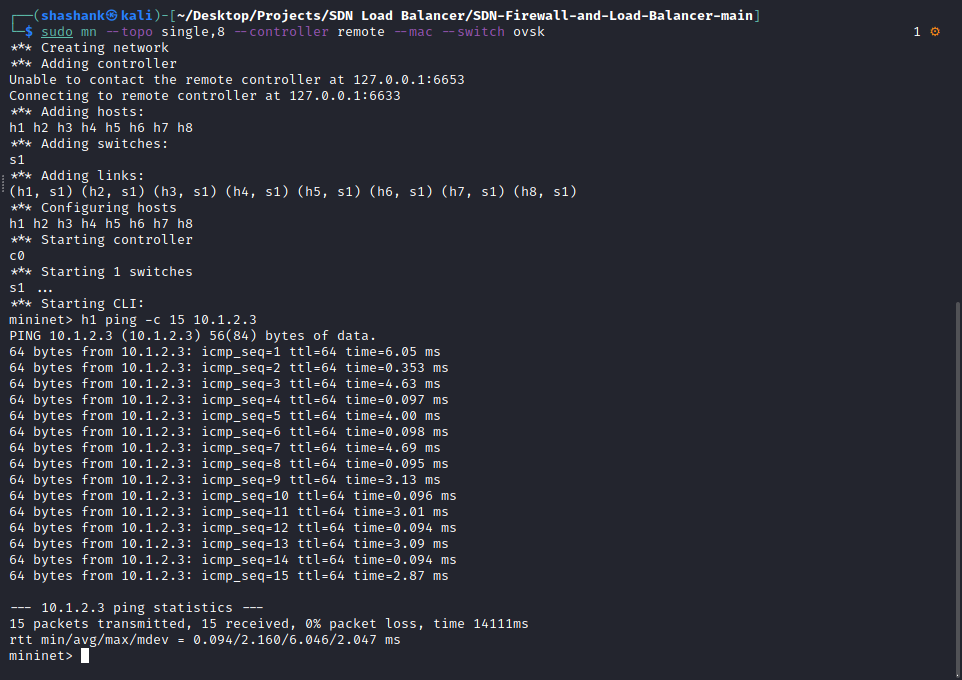 ┌──(shashank㉿kali)-[~/Desktop/Projects/SDN Load Balancer/SDN-Firewall-and-Load-Balancer-main]
└─$ sudo mn --topo single,8 --controller remote --mac --switch ovsk 1 ⚙
*** Creating network
*** Adding controller
Unable to contact the remote controller at 127.0.0.1:6653
Connecting to remote controller at 127.0.0.1:6633
*** Adding hosts:
h1 h2 h3 h4 h5 h6 h7 h8
*** Adding switches:
s1
*** Adding links:
(h1, s1) (h2, s1) (h3, s1) (h4, s1) (h5, s1) (h6, s1) (h7, s1) (h8, s1)
*** Configuring hosts
h1 h2 h3 h4 h5 h6 h7 h8
*** Starting controller
c0
*** Starting 1 switches
s1 ...
*** Starting CLI:
mininet> h1 ping -c 15 10.1.2.3
PING 10.1.2.3 (10.1.2.3) 56(84) bytes of data.
64 bytes from 10.1.2.3: icmp_seq=1 ttl=64 time=6.05 ms
64 bytes from 10.1.2.3: icmp_seq=2 ttl=64 time=0.353 ms
64 bytes from 10.1.2.3: icmp_seq=3 ttl=64 time=4.63 ms
64 bytes from 10.1.2.3: icmp_seq=4 ttl=64 time=0.097 ms
64 bytes from 10.1.2.3: icmp_seq=5 ttl=64 time=4.00 ms
64 bytes from 10.1.2.3: icmp_seq=6 ttl=64 time=0.098 ms
64 bytes from 10.1.2.3: icmp_seq=7 ttl=64 time=4.69 ms
64 bytes from 10.1.2.3: icmp_seq=8 ttl=64 time=0.095 ms
64 bytes from 10.1.2.3: icmp_seq=9 ttl=64 time=3.13 ms
64 bytes from 10.1.2.3: icmp_seq=10 ttl=64 time=0.096 ms
64 bytes from 10.1.2.3: icmp_seq=11 ttl=64 time=3.01 ms
64 bytes from 10.1.2.3: icmp_seq=12 ttl=64 time=0.094 ms
64 bytes from 10.1.2.3: icmp_seq=13 ttl=64 time=3.09 ms
64 bytes from 10.1.2.3: icmp_seq=14 ttl=64 time=0.094 ms
64 bytes from 10.1.2.3: icmp_seq=15 ttl=64 time=2.87 ms

--- 10.1.2.3 ping statistics ---
15 packets transmitted, 15 received, 0% packet loss, time 14111ms
rtt min/avg/max/mdev = 0.094/2.160/6.046/2.047 ms
mininet>